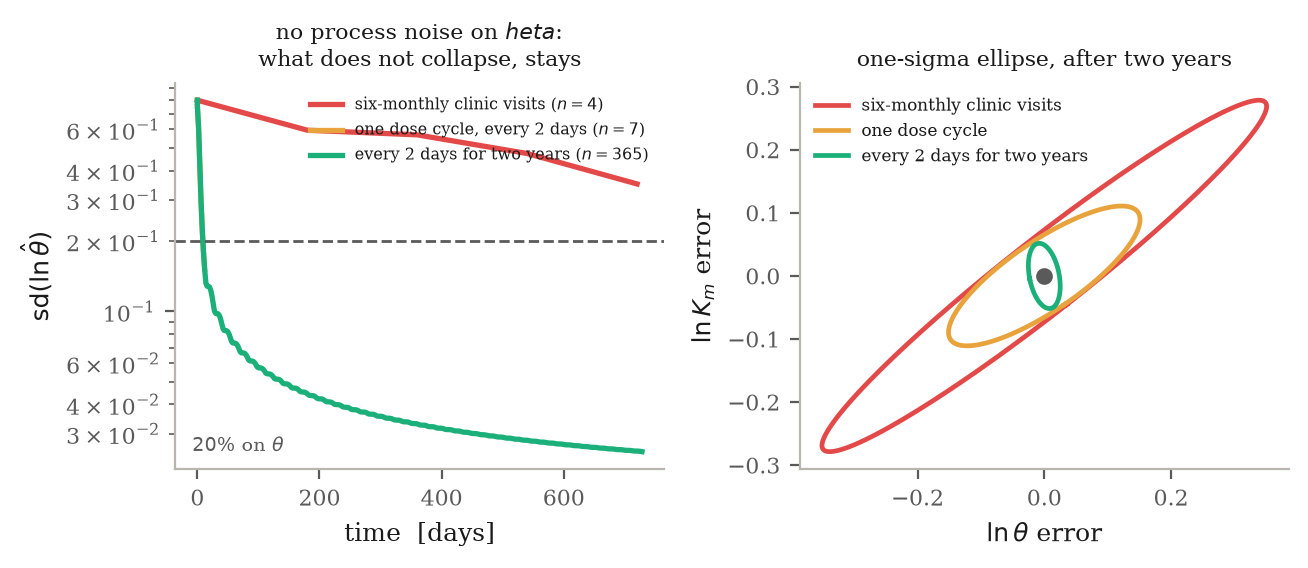 no process noise on heta:
what does not collapse, stays
six-monthly clinic visits (n = 4)
one dose cycle, every 2 days (n = 7)
every 2 days for two years (n = 365)
6 × 10⁻¹
4 × 10⁻¹
3 × 10⁻¹
2 × 10⁻¹
10⁻¹
6 × 10⁻²
4 × 10⁻²
3 × 10⁻²
sd(ln θ̂)
20% on θ
0
200
400
600
time [days]
one-sigma ellipse, after two years
six-monthly clinic visits
one dose cycle
every 2 days for two years
0.3
0.2
0.1
0.0
−0.1
−0.2
−0.3
ln Kₘ error
−0.2
0.0
0.2
ln θ error